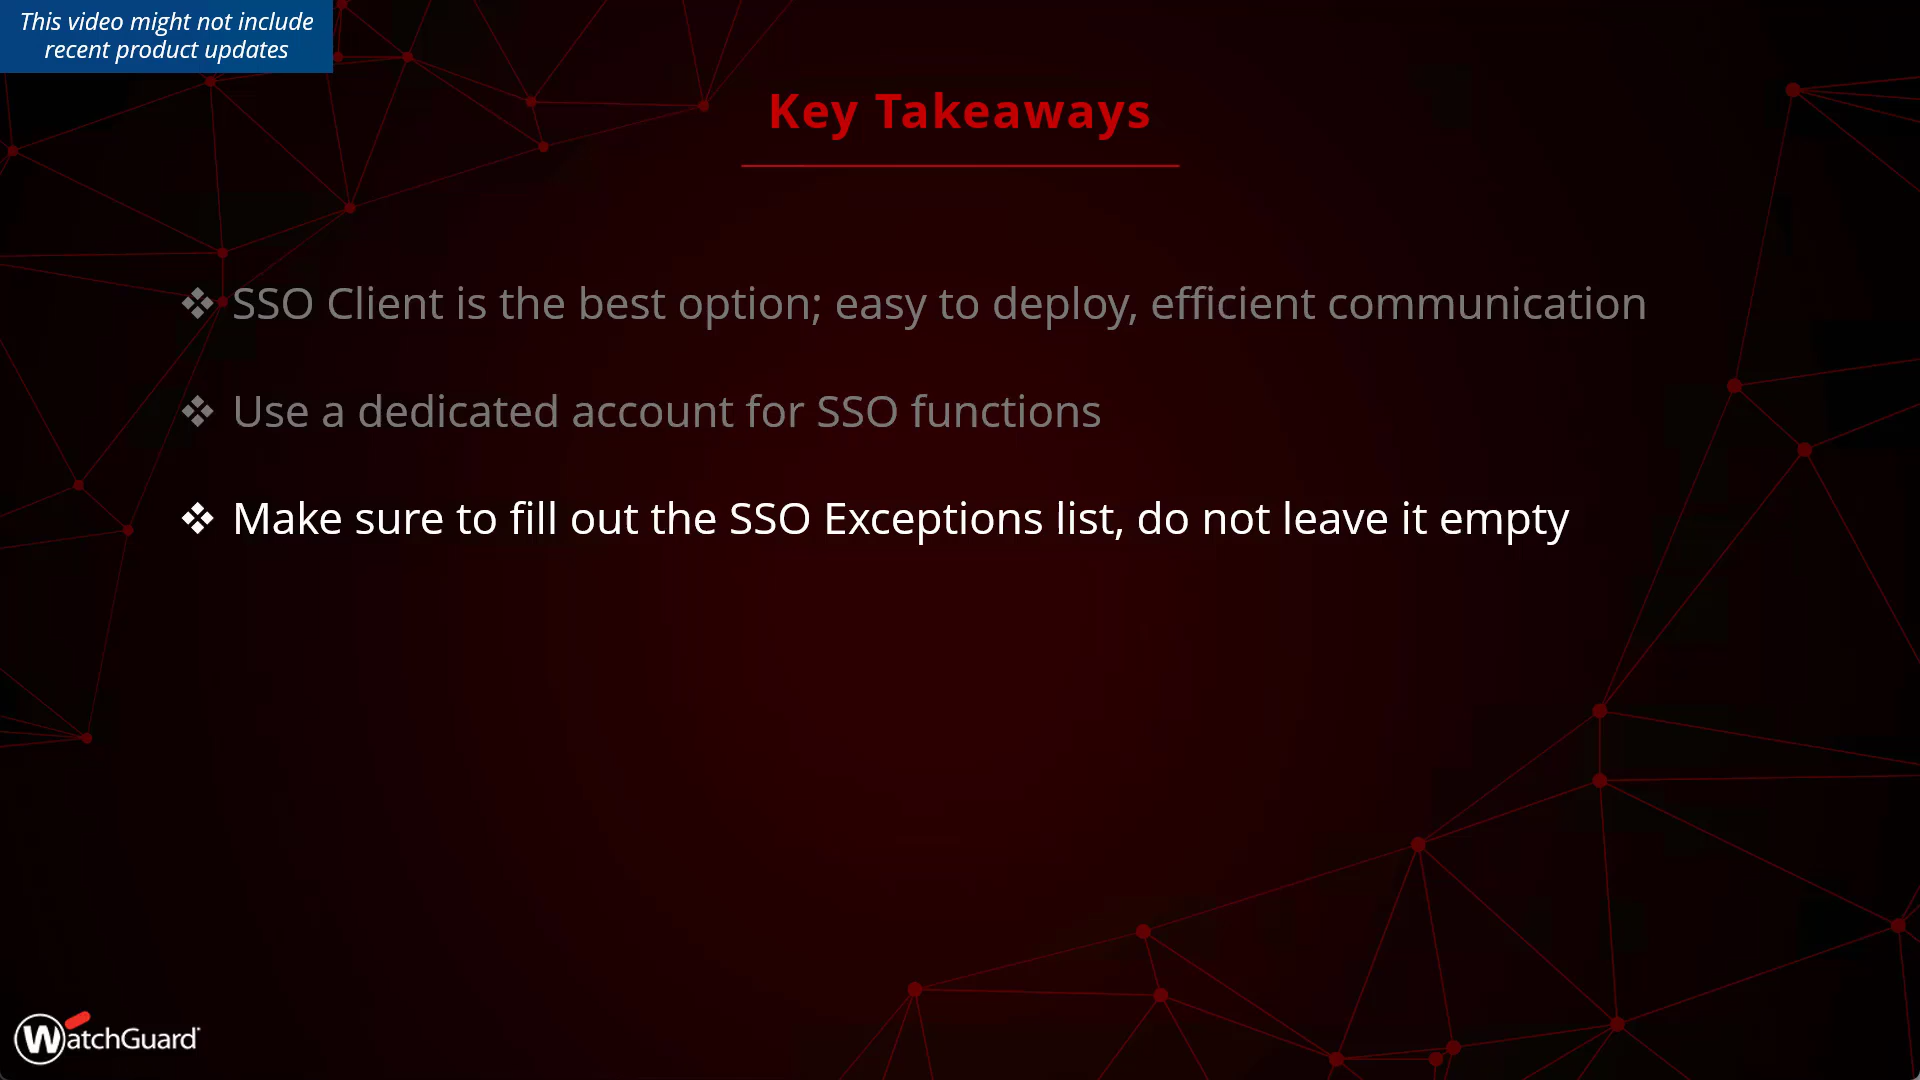 This video might not include
recent product updates
Key Takeaways
❖ SSO Client is the best option; easy to deploy, efficient communication
❖ Use a dedicated account for SSO functions
❖ Make sure to fill out the SSO Exceptions list, do not leave it empty
WatchGuard